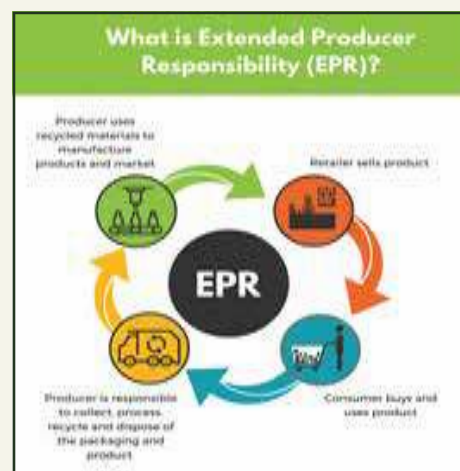 What is Extended Producer
Responsibility (EPR)?
Producer uses
recycled materials to
manufacture
products and market
Retailer sells product
EPR
Producer is responsible
to collect, process,
recycle and dispose of
the packaging and
product
Consumer buys and
uses product